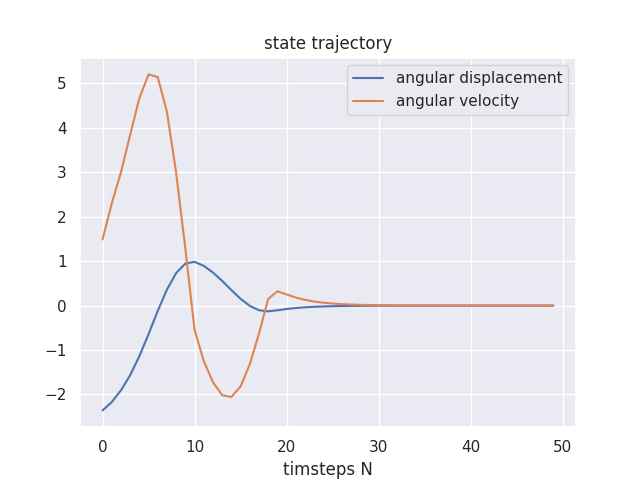 state trajectory
angular displacement
angular velocity
5
4
3
2
1
0
−1
−2
0 10 20 30 40 50
timsteps N